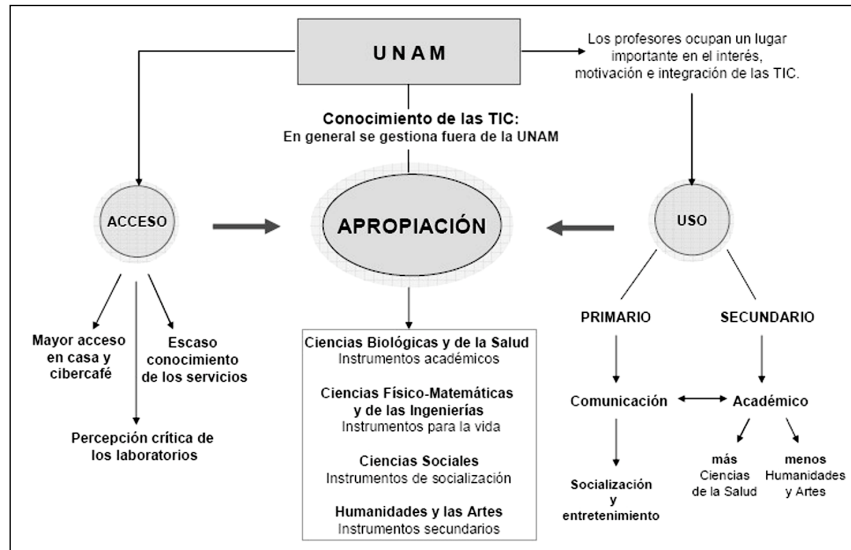 UNAM
Los profesores ocupan un lugar
importante en el interés,
motivación e integración de las TIC.
Conocimiento de las TIC:
En general se gestiona fuera de la UNAM
ACCESO
APROPIACIÓN
USO
Mayor acceso
en casa y
cibercafé
Escaso
conocimiento
de los servicios
Percepción crítica de
los laboratorios
Ciencias Biológicas y de la Salud
Instrumentos académicos
Ciencias Físico-Matemáticas
y de las Ingenierías
Instrumentos para la vida
Ciencias Sociales
Instrumentos de socialización
Humanidades y las Artes
Instrumentos secundarios
PRIMARIO
SECUNDARIO
Comunicación
Académico
Socialización
y
entretenimiento
más
Ciencias
de la Salud
menos
Humanidades
y Artes